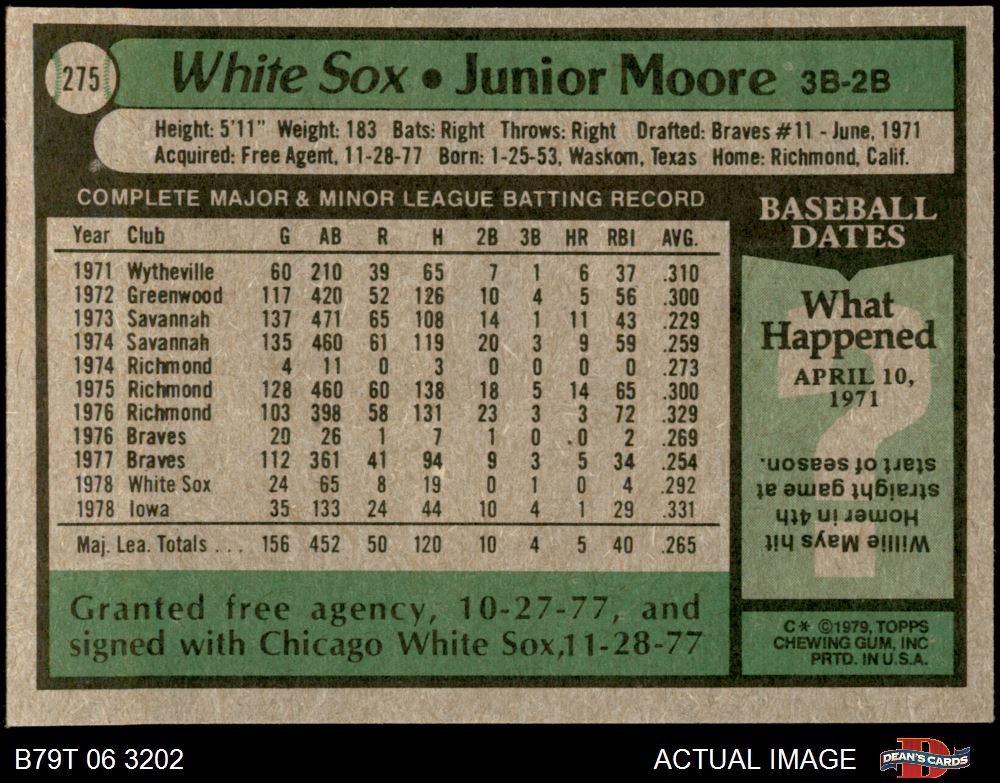 275
White Sox • Junior Moore 3B-2B
Height: 5'11" Weight: 183 Bats: Right Throws: Right Drafted: Braves #11 - June, 1971
Acquired: Free Agent, 11-28-77 Born: 1-25-53, Waskom, Texas Home: Richmond, Calif.
COMPLETE MAJOR & MINOR LEAGUE BATTING RECORD
Year Club G AB R H 2B 3B HR RBI AVG.
1971 Wytheville 60 210 39 65 7 1 6 37 .310
1972 Greenwood 117 420 52 126 10 4 5 56 .300
1973 Savannah 137 471 65 108 14 1 11 43 .229
1974 Savannah 135 460 61 119 20 3 9 59 .259
1974 Richmond 4 11 0 3 0 0 0 0 .273
1975 Richmond 128 460 60 138 18 5 14 65 .300
1976 Richmond 103 398 58 131 23 3 3 72 .329
1976 Braves 20 26 1 7 1 0 0 2 .269
1977 Braves 112 361 41 94 9 3 5 34 .254
1978 White Sox 24 65 8 19 0 1 0 4 .292
1978 Iowa 35 133 24 44 10 4 1 29 .331
Maj. Lea. Totals ... 156 452 50 120 10 4 5 40 .265
Granted free agency, 10-27-77, and
signed with Chicago White Sox, 11-28-77
BASEBALL
DATES
What
Happened
APRIL 10,
1971
?
Willie Mays hit
Homer in 4th
straight game at
start of season.
C* ©1979, TOPPS
CHEWING GUM, INC
PRTD. IN U.S.A.
B79T 06 3202
ACTUAL IMAGE
D
DEAN'S CARDS